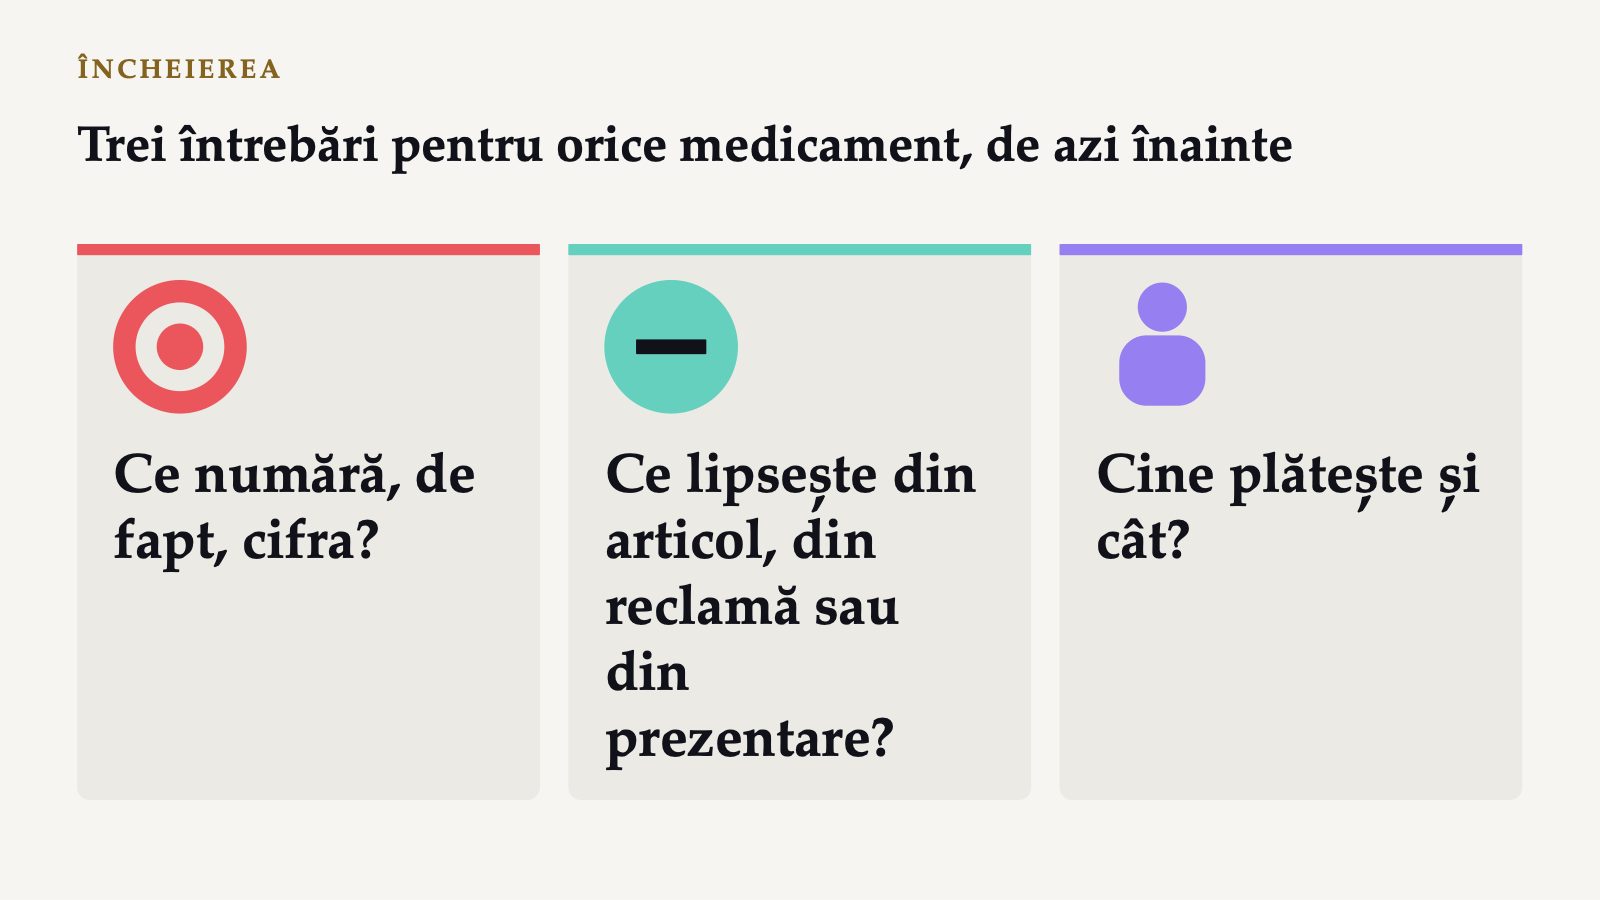 ÎNCHEIEREA
Trei întrebări pentru orice medicament, de azi înainte
Ce numără, de
fapt, cifra?
Ce lipsește din
articol, din
reclamă sau
din
prezentare?
Cine plătește și
cât?